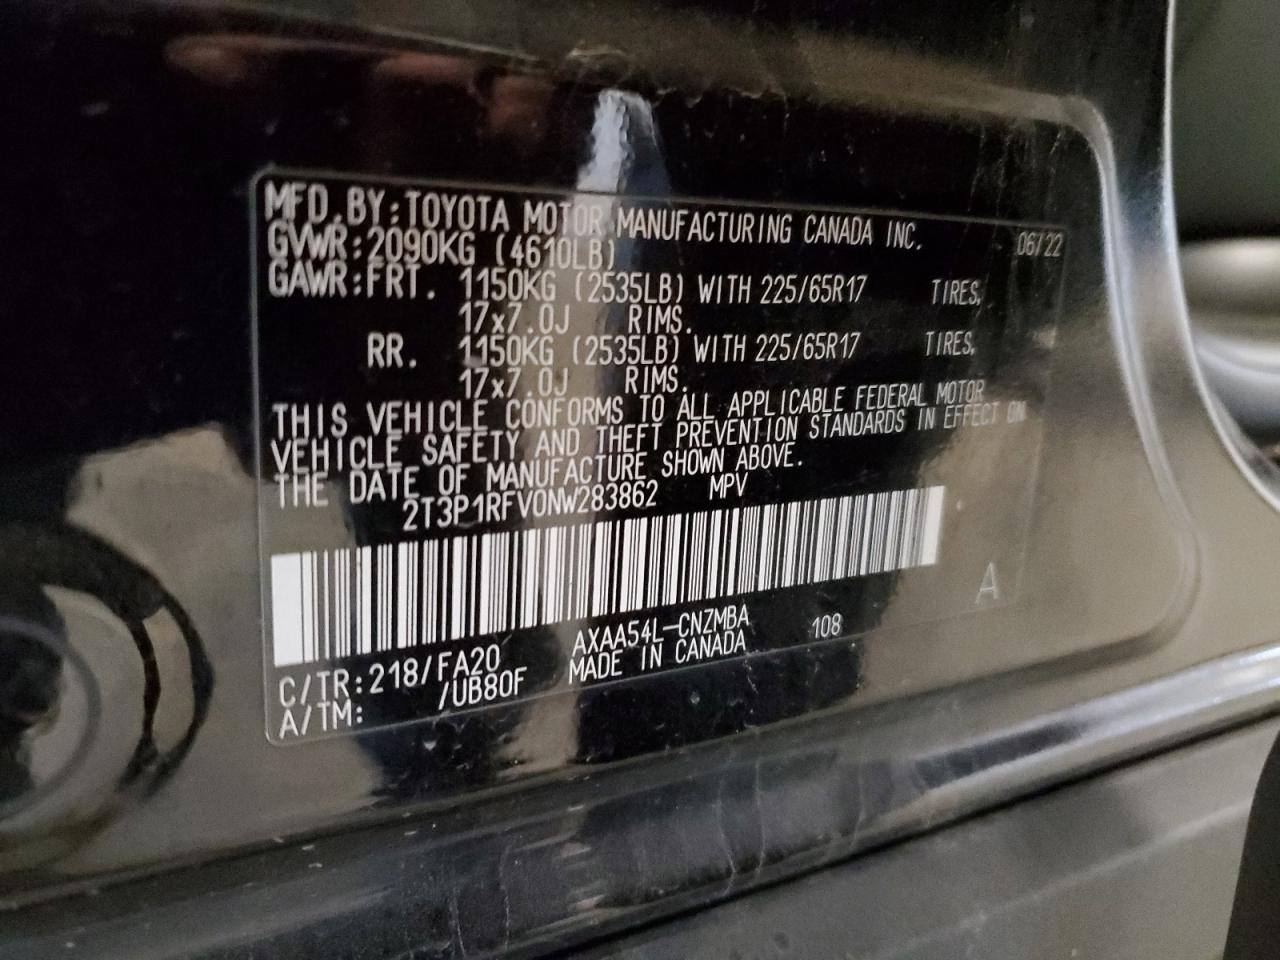 MFD.BY:TOYOTA MOTOR MANUFACTURING CANADA INC. 06/22
GVWR:2090KG (4610LB)
GAWR:FRT. 1150KG (2535LB) WITH 225/65R17 TIRES,
17x7.0J RIMS.
RR. 1150KG (2535LB) WITH 225/65R17 TIRES,
17x7.0J RIMS.
THIS VEHICLE CONFORMS TO ALL APPLICABLE FEDERAL MOTOR
VEHICLE SAFETY AND THEFT PREVENTION STANDARDS IN EFFECT ON
THE DATE OF MANUFACTURE SHOWN ABOVE.
2T3P1RFV0NW283862 MPV
A
C/TR:218/FA20 AXAA54L-CNZMBA 108
A/TM: /UB80F MADE IN CANADA